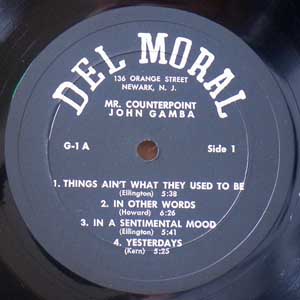 DEL MORAL
136 ORANGE STREET
NEWARK, N. J.
MR. COUNTERPOINT
JOHN GAMBA
G-1 A
Side 1
1. THINGS AIN'T WHAT THEY USED TO BE
(Ellington) 5:38
2. IN OTHER WORDS
(Howard) 6:26
3. IN A SENTIMENTAL MOOD
(Ellington) 5:41
4. YESTERDAYS
(Kern) 5:25